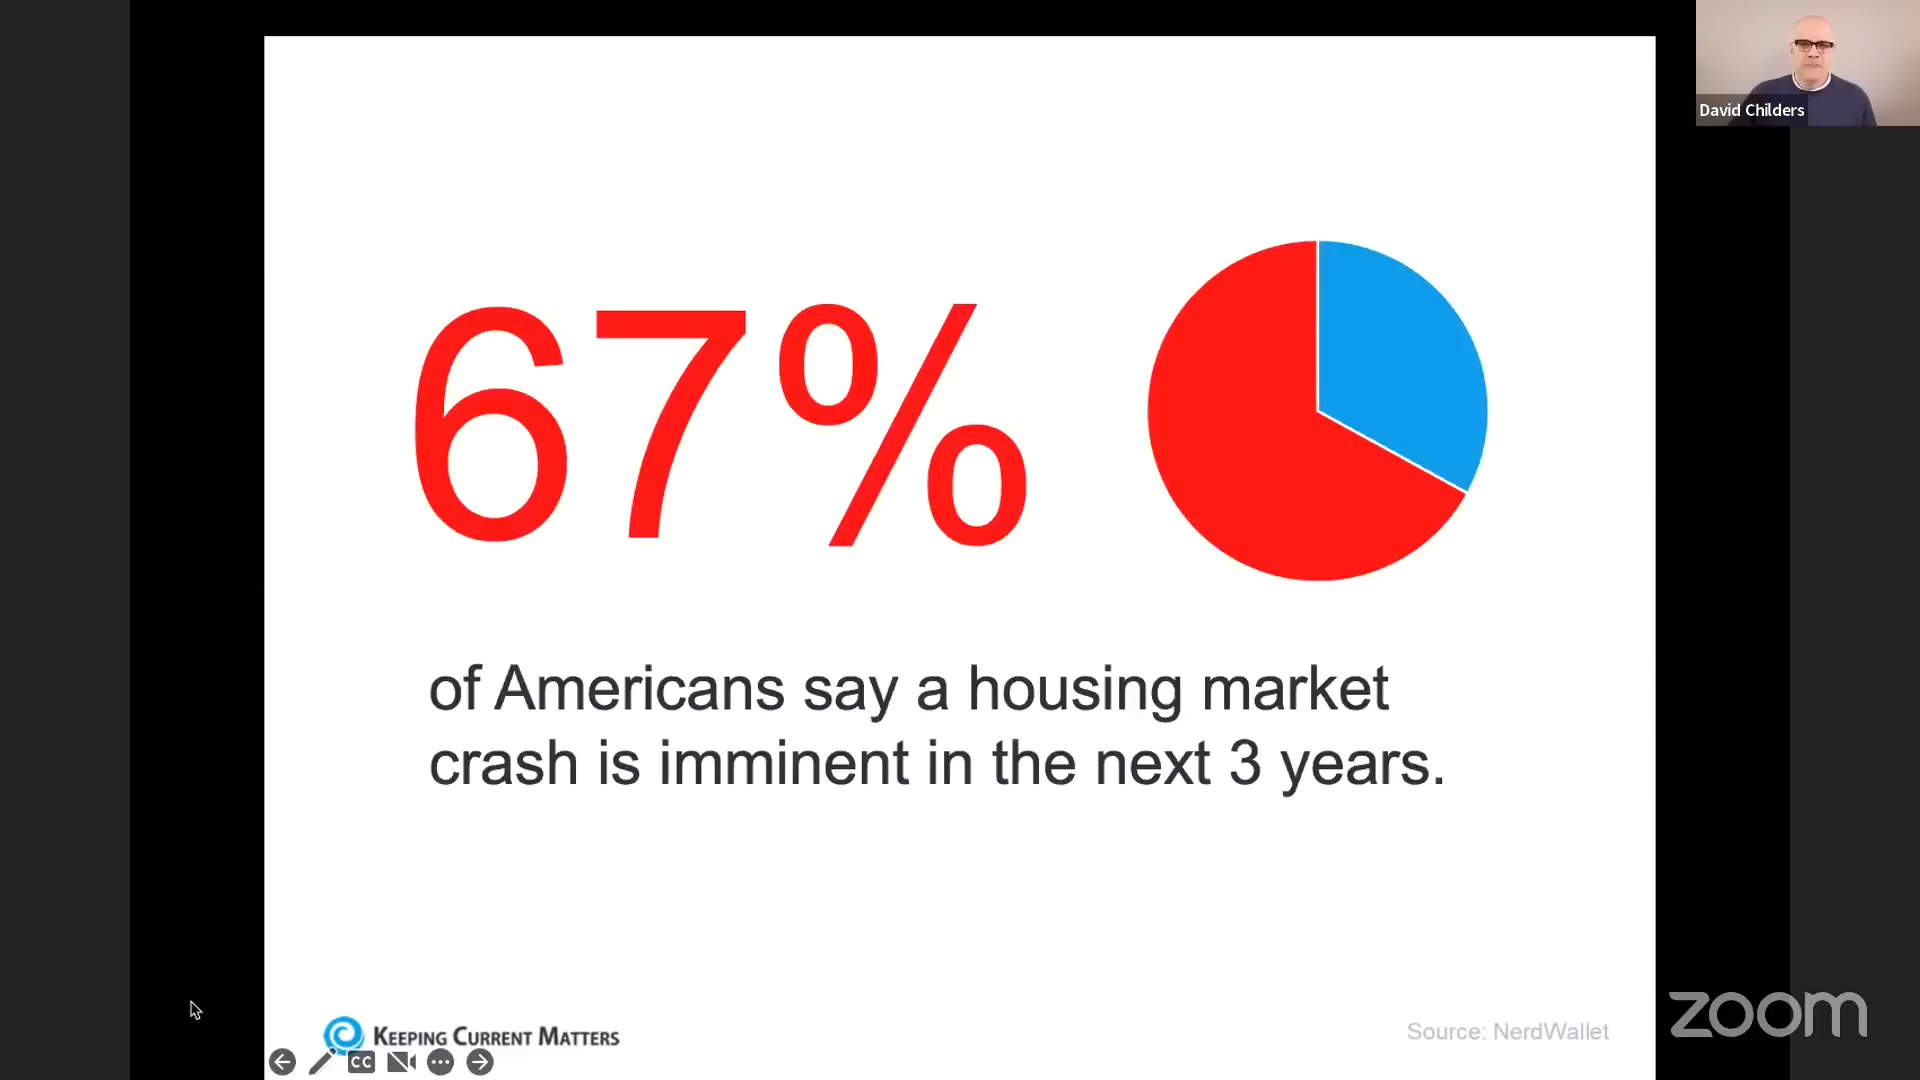 David Childers
67%
of Americans say a housing market
crash is imminent in the next 3 years.
KEEPING CURRENT MATTERS
Source: NerdWallet
CC
zoom